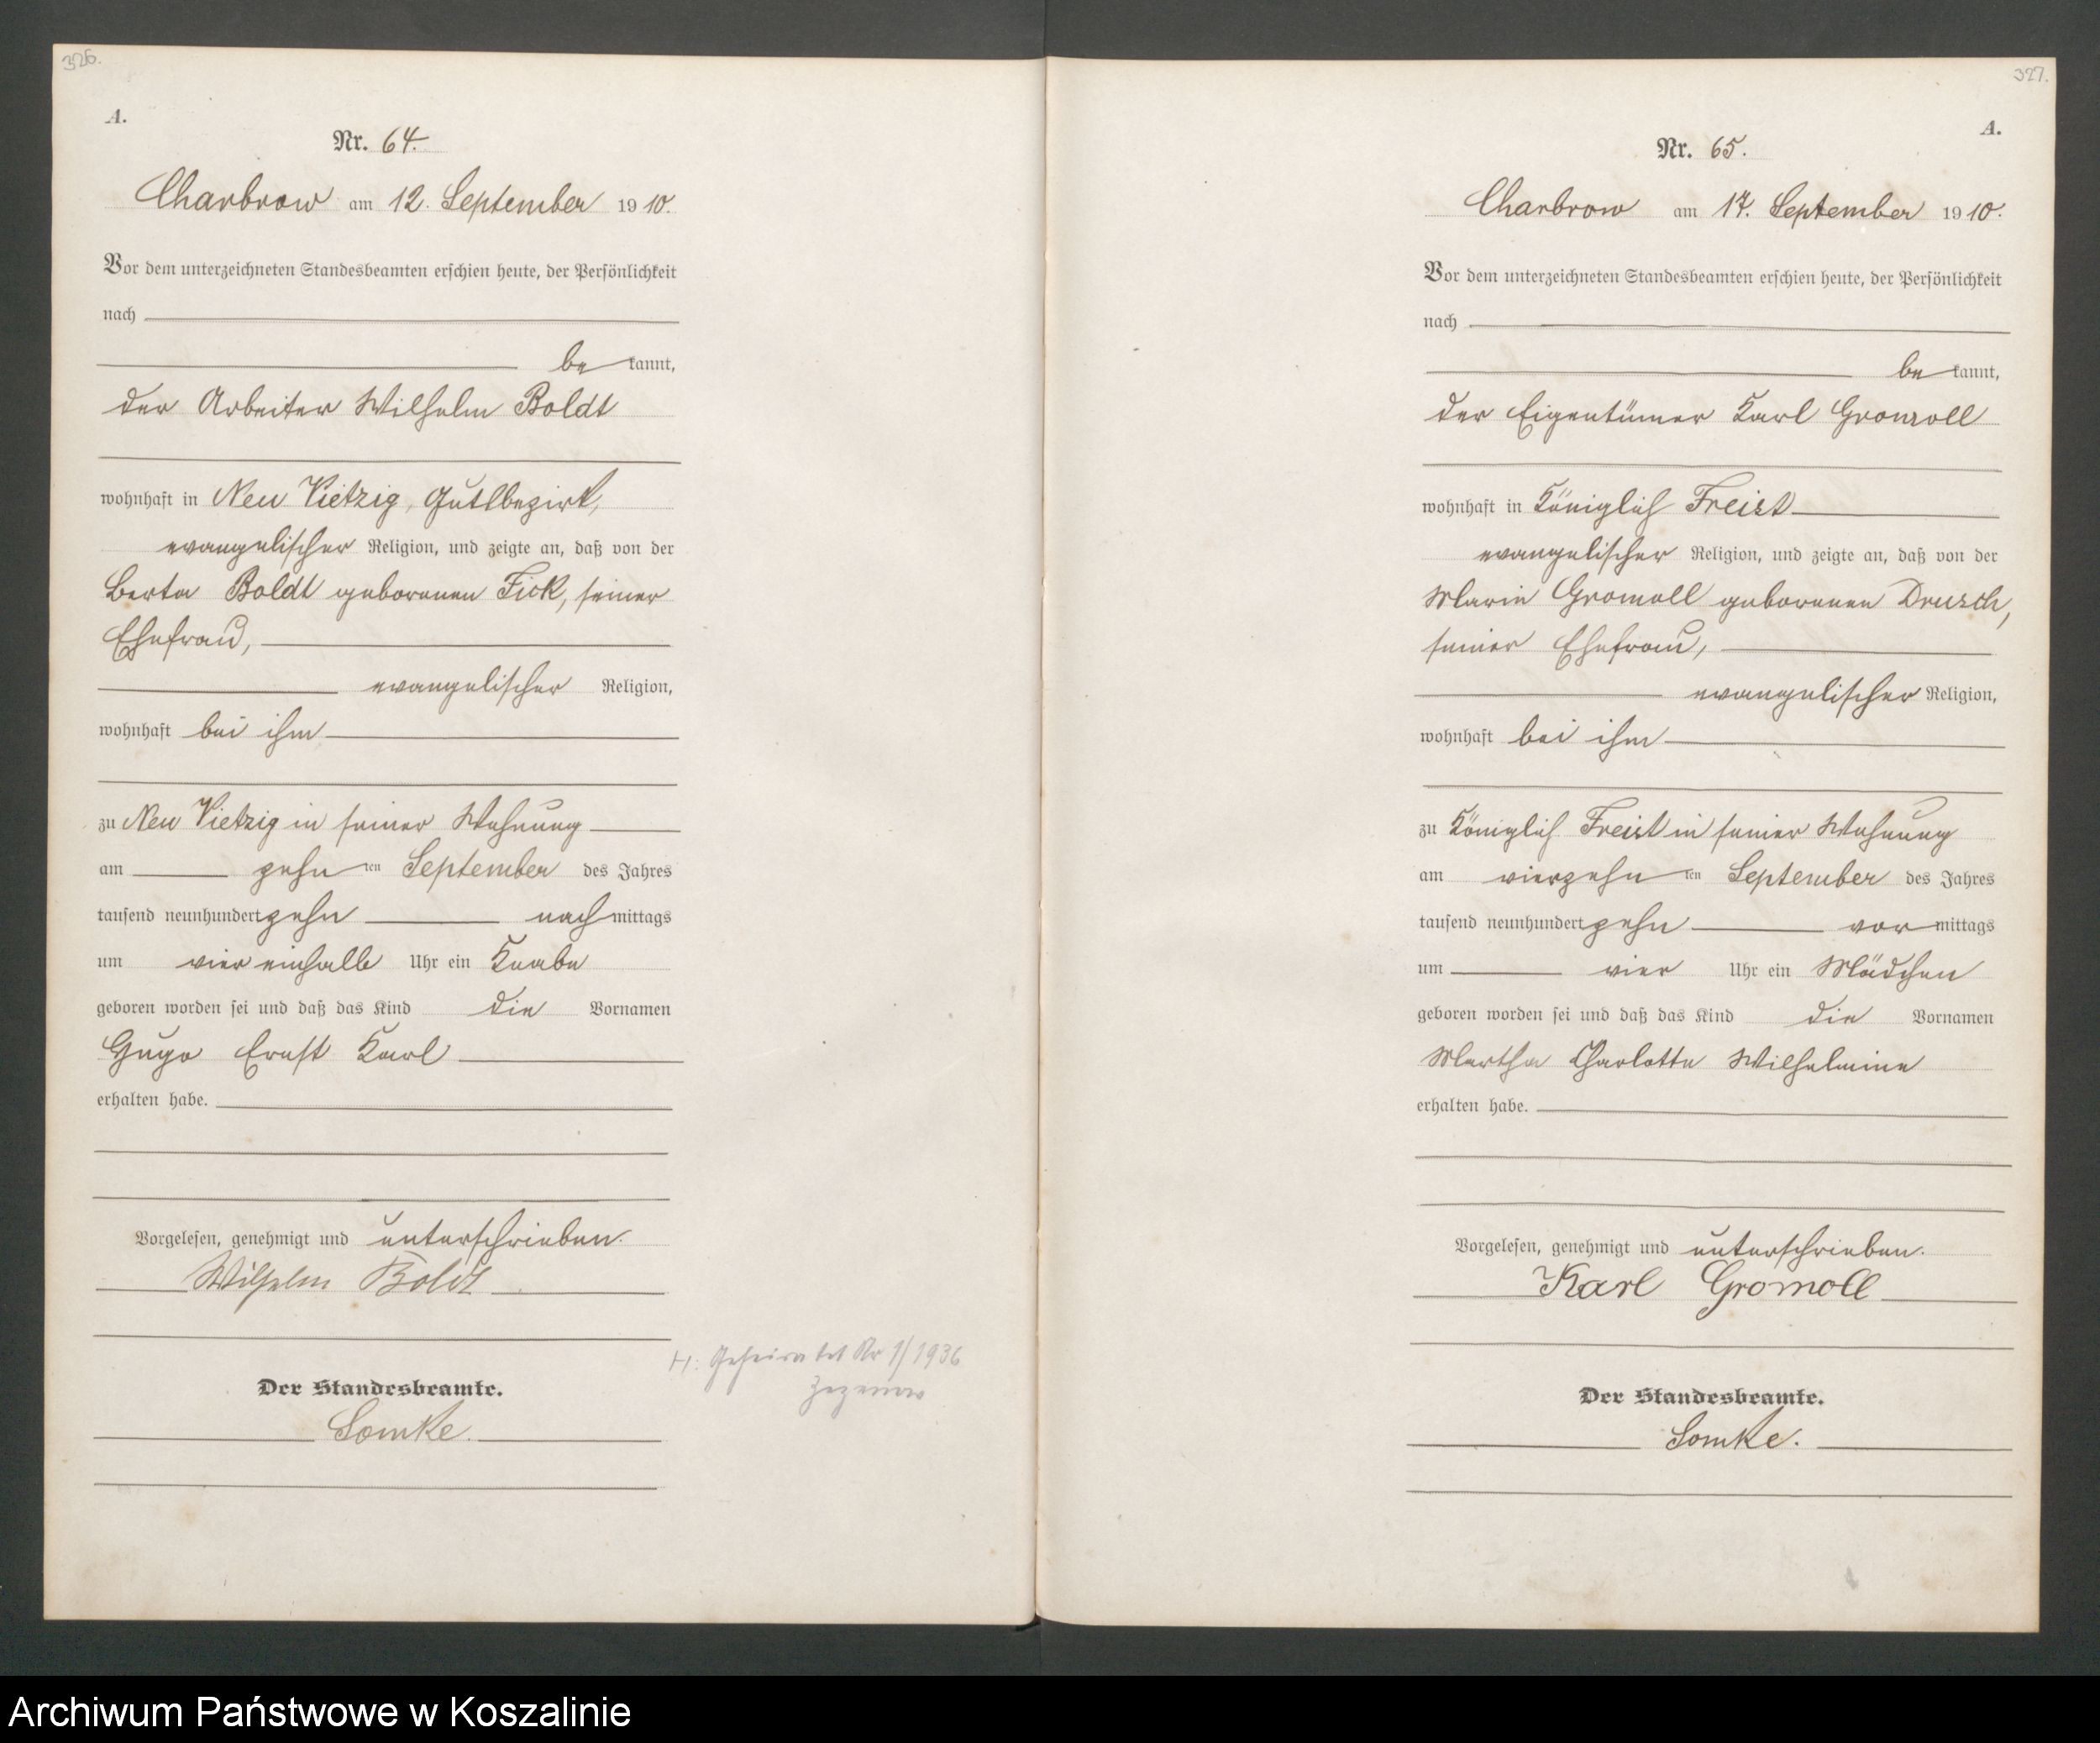 326.
A.
Nr. 64.
Charbrow am 12. September 1910.
Vor dem unterzeichneten Standesbeamten erschien heute, der Persönlichkeit
nach
be kannt,
der Arbeiter Wilhelm Boldt
wohnhaft in Neu Vietzig, Gutsbezirk,
evangelischer Religion, und zeigte an, daß von der
Berta Boldt geborenen Fick, seiner
Ehefrau,
evangelischer Religion,
wohnhaft bei ihm
zu Neu Vietzig in seiner Wohnung
am zehn ten September des Jahres
tausend neunhundert zehn nach mittags
um vier einhalb Uhr ein Knabe
geboren worden sei und daß das Kind die Vornamen
Hugo Ernst Karl
erhalten habe.
Vorgelesen, genehmigt und unterschrieben.
Wilhelm Boldt
H: Geheiratet Nr 1/1936
Der Standesbeamte.
Lomke.
327.
A.
Nr. 65.
Charbrow am 17. September 1910.
Vor dem unterzeichneten Standesbeamten erschien heute, der Persönlichkeit
nach
be kannt,
der Eigentümer Karl Gromoll
wohnhaft in Königlich Freist
evangelischer Religion, und zeigte an, daß von der
Marie Gromoll geborenen Drusch,
seiner Ehefrau,
evangelischer Religion,
wohnhaft bei ihm
zu Königlich Freist in seiner Wohnung
am vierzehn ten September des Jahres
tausend neunhundert zehn vor mittags
um vier Uhr ein Mädchen
geboren worden sei und daß das Kind die Vornamen
Martha Charlotte Wilhelmine
erhalten habe.
Vorgelesen, genehmigt und unterschrieben.
Karl Gromoll
Der Standesbeamte.
Lomke.
Archiwum Państwowe w Koszalinie